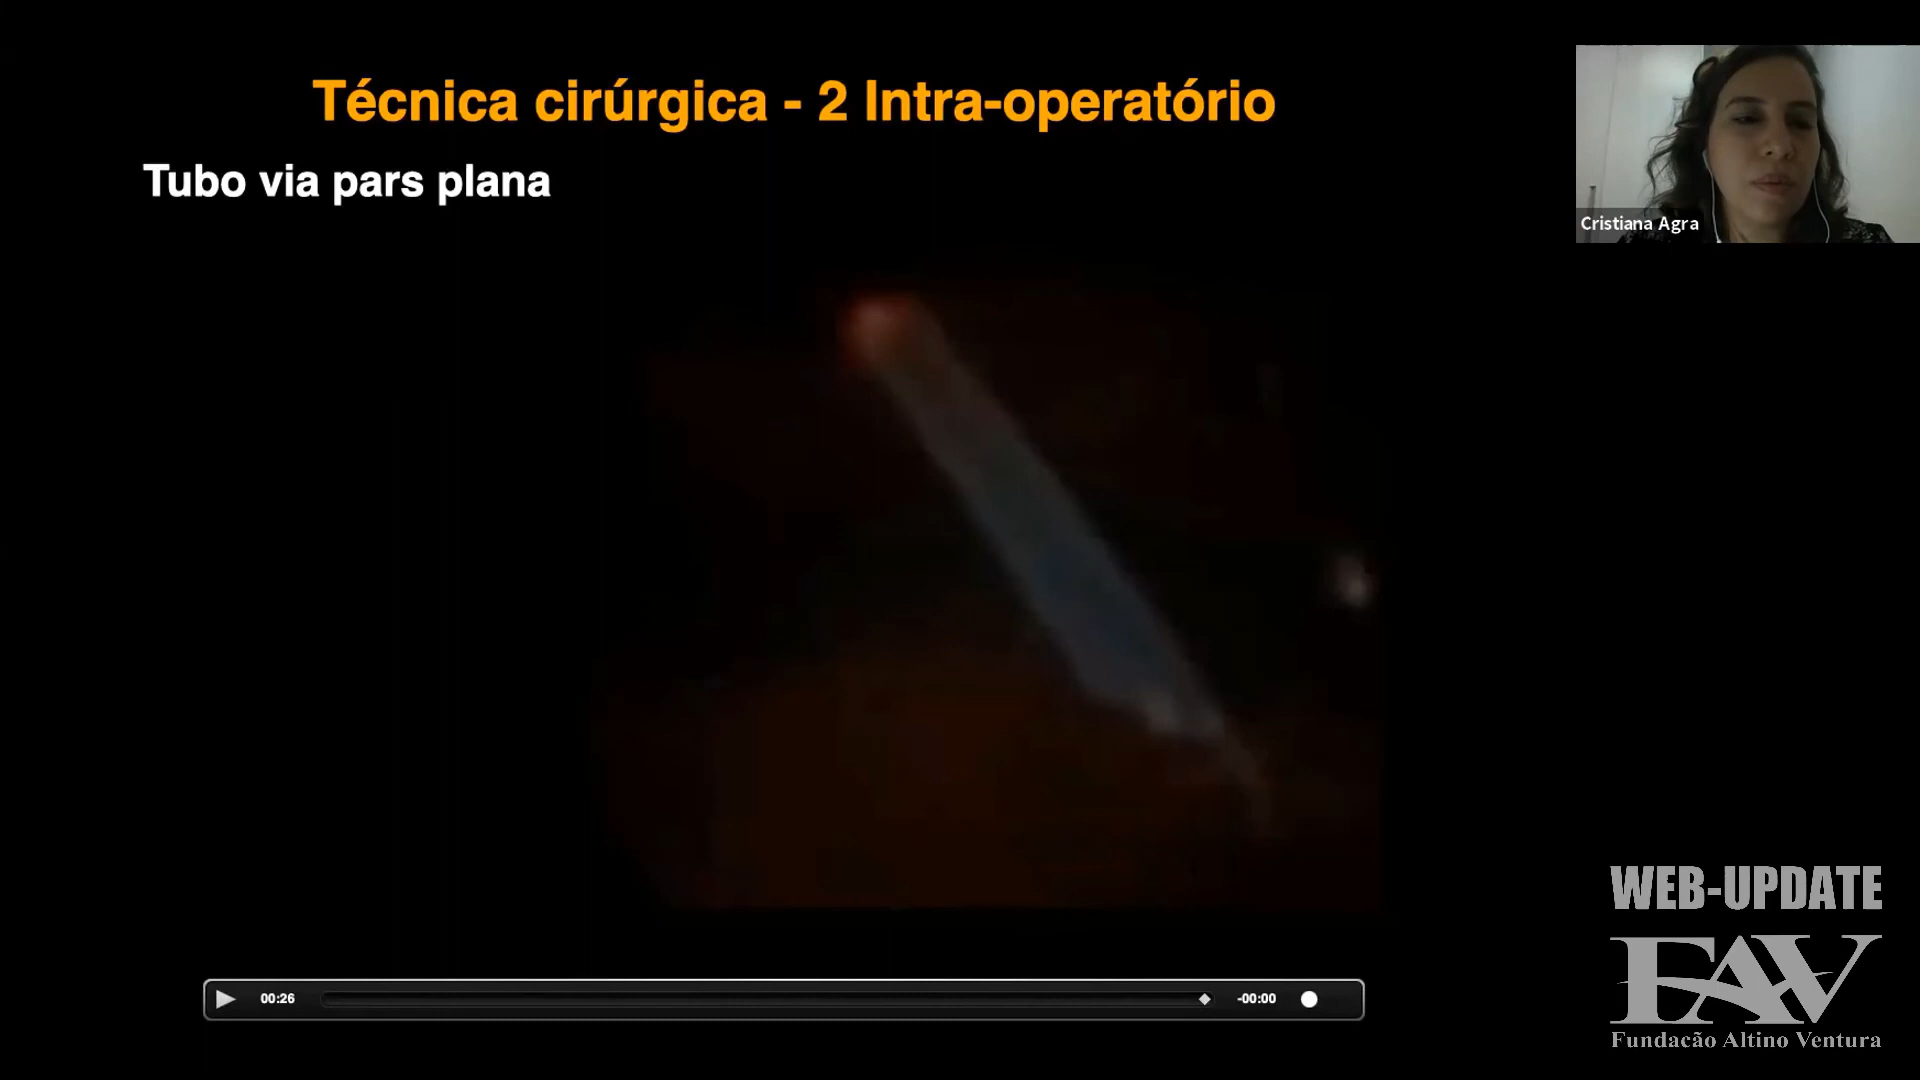 Técnica cirúrgica - 2 Intra-operatório
Tubo via pars plana
Cristiana Agra
00:26
-00:00
WEB-UPDATE
FAV
Fundacão Altino Ventura